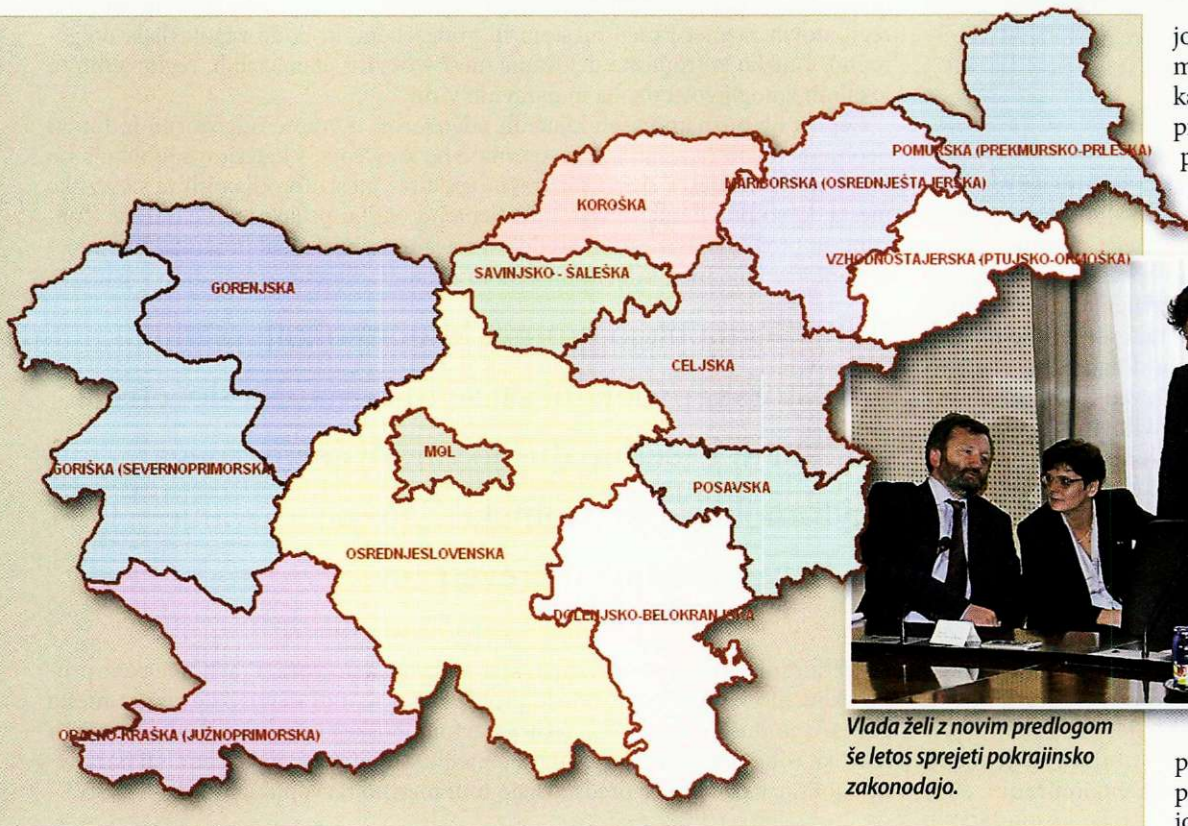 POMURSKA (PREKMURSKO-PRLEŠKA)
MARIBORSKA (OSREDNJEŠTAJERSKA)
KOROŠKA
VZHODNOŠTAJERSKA (PTUJSKO-ORMOŠKA)
SAVINJSKO - ŠALEŠKA
GORENJSKA
CELJSKA
MOL
GORIŠKA (SEVERNOPRIMORSKA)
POSAVSKA
OSREDNJESLOVENSKA
DOLENJSKO-BELOKRANJSKA
OBALNO-KRAŠKA (JUŽNOPRIMORSKA)
Vlada želi z novim predlogom
še letos sprejeti pokrajinsko
zakonodajo.